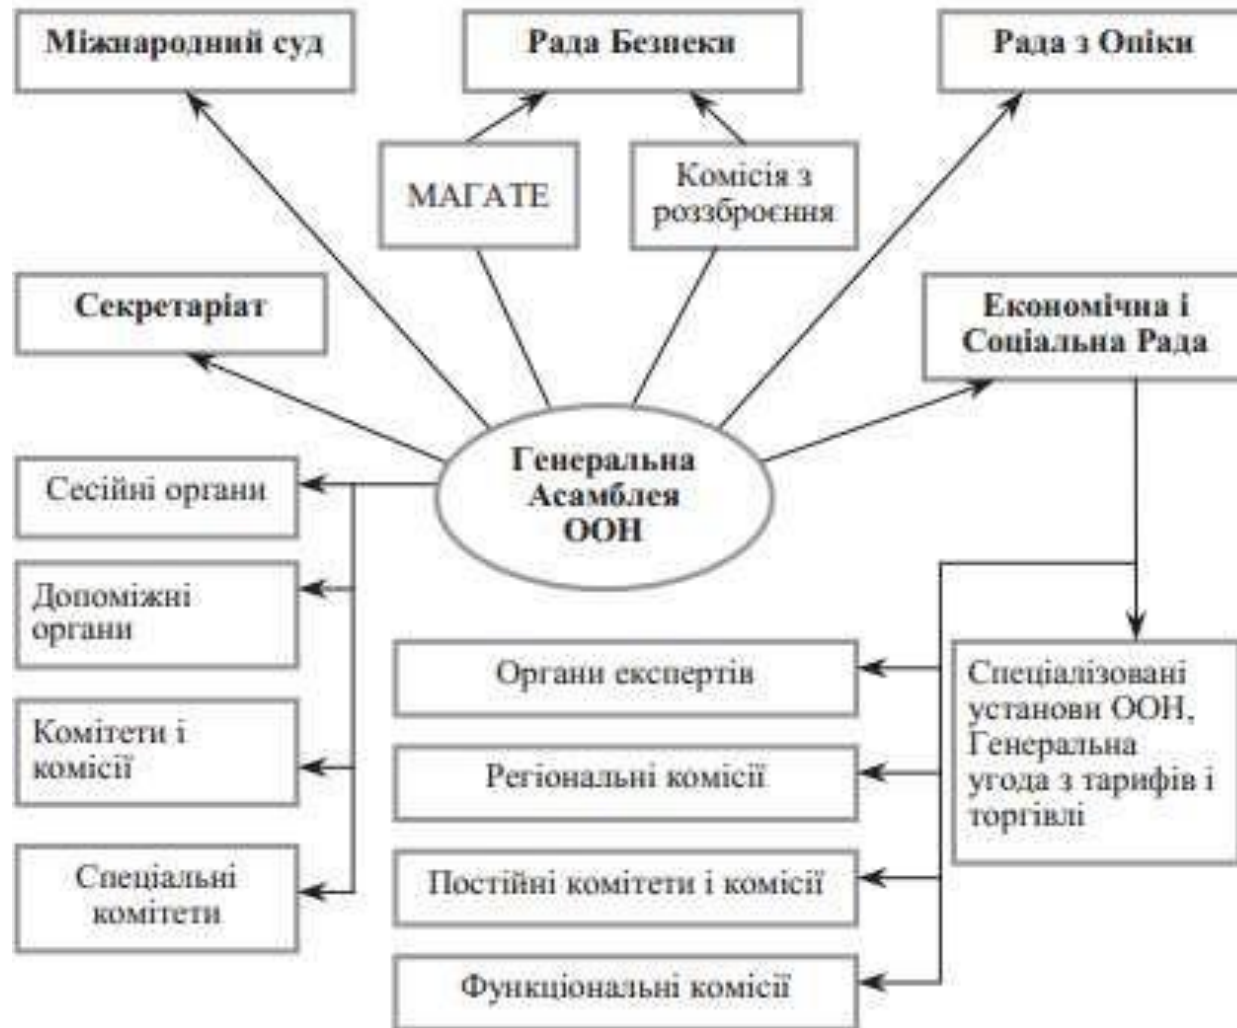 Міжнародний суд
Рада Безпеки
Рада з Опіки
МАГАТЕ
Комісія з
роззброєння
Секретаріат
Економічна і
Соціальна Рада
Генеральна
Асамблея
ООН
Сесійні органи
Допоміжні
органи
Комітети і
комісії
Спеціальні
комітети
Органи експертів
Регіональні комісії
Постійні комітети і комісії
Функціональні комісії
Спеціалізовані
установи ООН,
Генеральна
угода з тарифів і
торгівлі